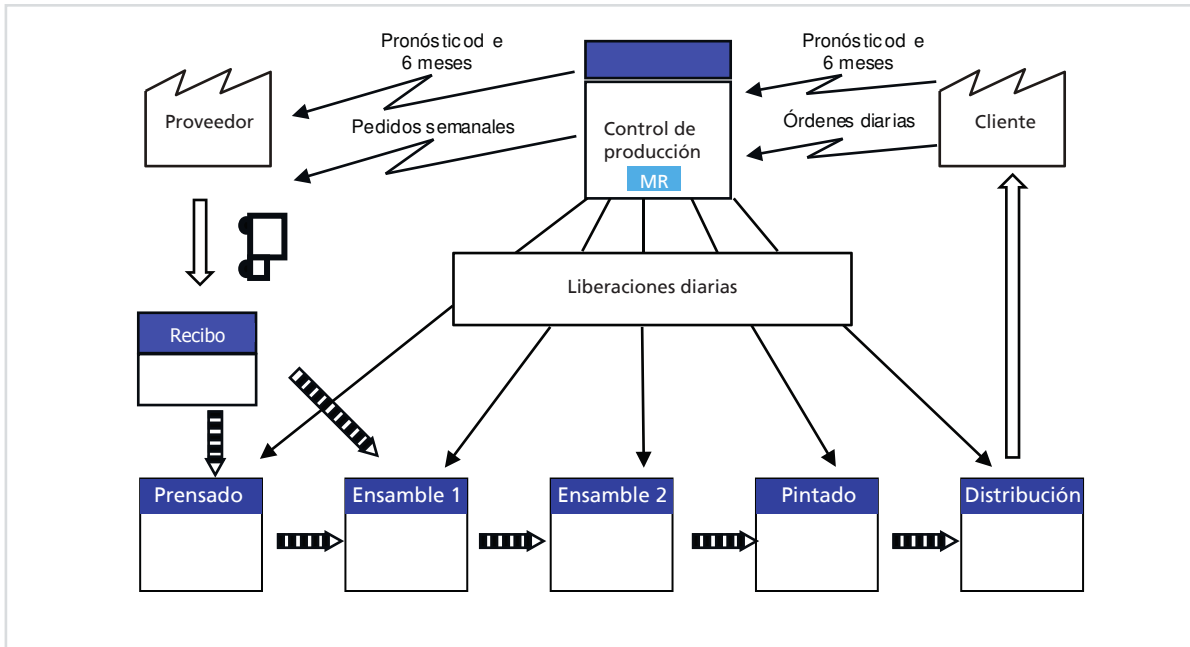 Pronósticod e
6 meses
Pronósticod e
6 meses
Proveedor
Pedidos semanales
Control de
producción
MR
Órdenes diarias
Cliente
Liberaciones diarias
Recibo
Prensado
Ensamble 1
Ensamble 2
Pintado
Distribución